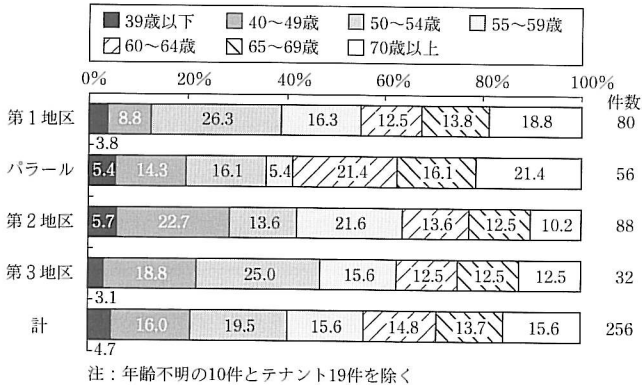 39歳以下 40～49歳 50～54歳 55～59歳
60～64歳 65～69歳 70歳以上
0% 20% 40% 60% 80% 100%
件数
第1地区 8.8 26.3 16.3 12.5 13.8 18.8 80
3.8
パラール 5.4 14.3 16.1 5.4 21.4 16.1 21.4 56
第2地区 5.7 22.7 13.6 21.6 13.6 12.5 10.2 88
第3地区 18.8 25.0 15.6 12.5 12.5 12.5 32
3.1
計 16.0 19.5 15.6 14.8 13.7 15.6 256
4.7
注：年齢不明の10件とテナント19件を除く